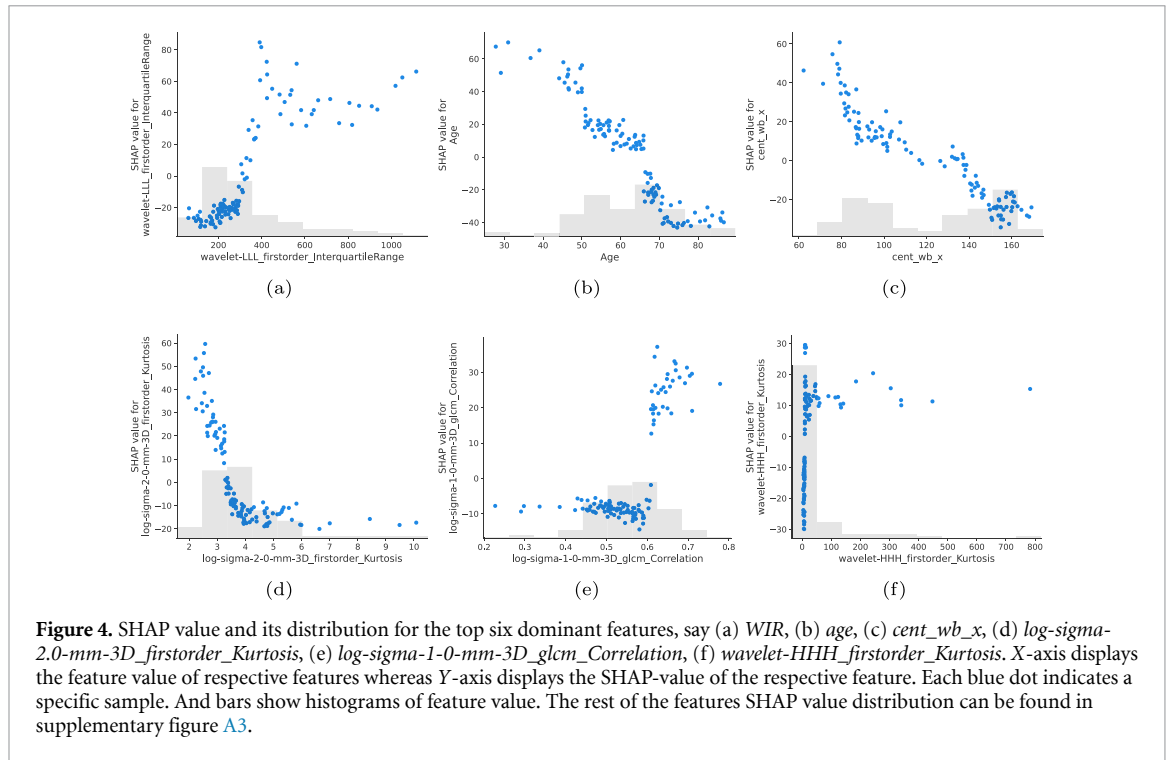 SHAP value for
wavelet-LLL_firstorder_InterquartileRange
80
60
40
20
0
−20
200 400 600 800 1000
wavelet-LLL_firstorder_InterquartileRange
(a)
SHAP value for
Age
60
40
20
0
−20
−40
30 40 50 60 70 80
Age
(b)
SHAP value for
cent_wb_x
60
40
20
0
−20
60 80 100 120 140 160
cent_wb_x
(c)
SHAP value for
log-sigma-2-0-mm-3D_firstorder_Kurtosis
60
50
40
30
20
10
0
−10
−20
2 3 4 5 6 7 8 9 10
log-sigma-2-0-mm-3D_firstorder_Kurtosis
(d)
SHAP value for
log-sigma-1-0-mm-3D_glcm_Correlation
30
20
10
0
−10
0.2 0.3 0.4 0.5 0.6 0.7 0.8
log-sigma-1-0-mm-3D_glcm_Correlation
(e)
SHAP value for
wavelet-HHH_firstorder_Kurtosis
30
20
10
0
−10
−20
−30
0 100 200 300 400 500 600 700 800
wavelet-HHH_firstorder_Kurtosis
(f)
Figure 4. SHAP value and its distribution for the top six dominant features, say (a) WIR, (b) age, (c) cent_wb_x, (d) log-sigma-
2.0-mm-3D_firstorder_Kurtosis, (e) log-sigma-1-0-mm-3D_glcm_Correlation, (f) wavelet-HHH_firstorder_Kurtosis. X-axis displays
the feature value of respective features whereas Y-axis displays the SHAP-value of the respective feature. Each blue dot indicates a
specific sample. And bars show histograms of feature value. The rest of the features SHAP value distribution can be found in
supplementary figure A3.